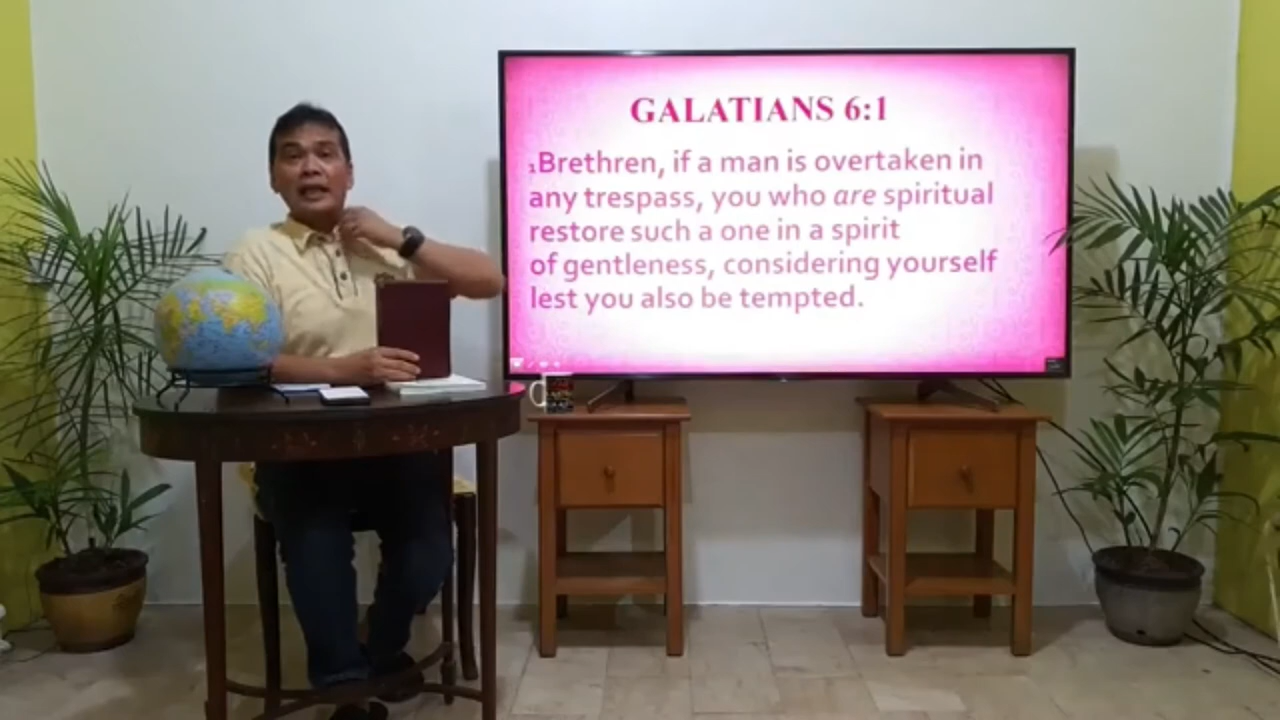 GALATIANS 6:1
1Brethren, if a man is overtaken in
any trespass, you who are spiritual
restore such a one in a spirit
of gentleness, considering yourself
lest you also be tempted.